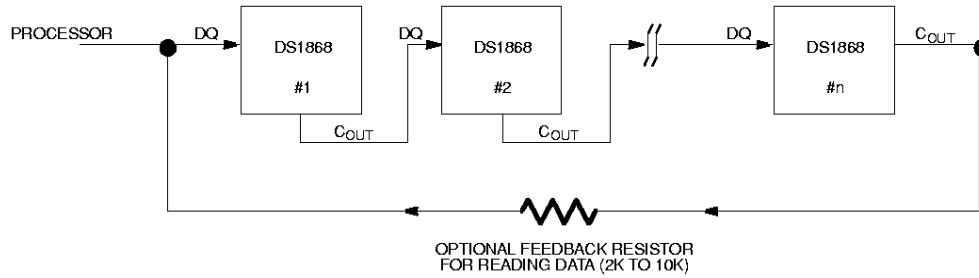 PROCESSOR
DQ
DS1868
#1
COUT
DQ
DS1868
#2
COUT
DQ
DS1868
#n
COUT
OPTIONAL FEEDBACK RESISTOR
FOR READING DATA (2K TO 10K)